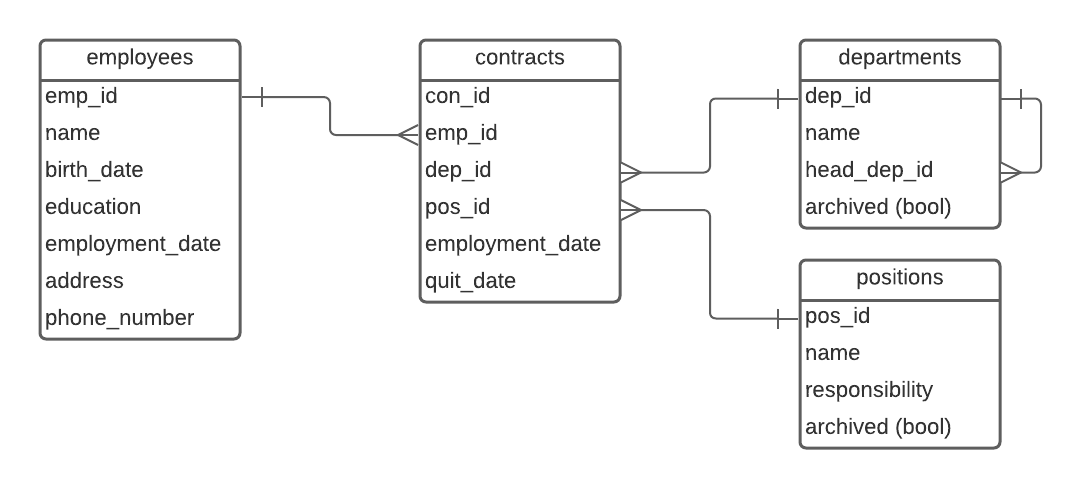 employees
emp_id
name
birth_date
education
employment_date
address
phone_number
contracts
con_id
emp_id
dep_id
pos_id
employment_date
quit_date
departments
dep_id
name
head_dep_id
archived (bool)
positions
pos_id
name
responsibility
archived (bool)